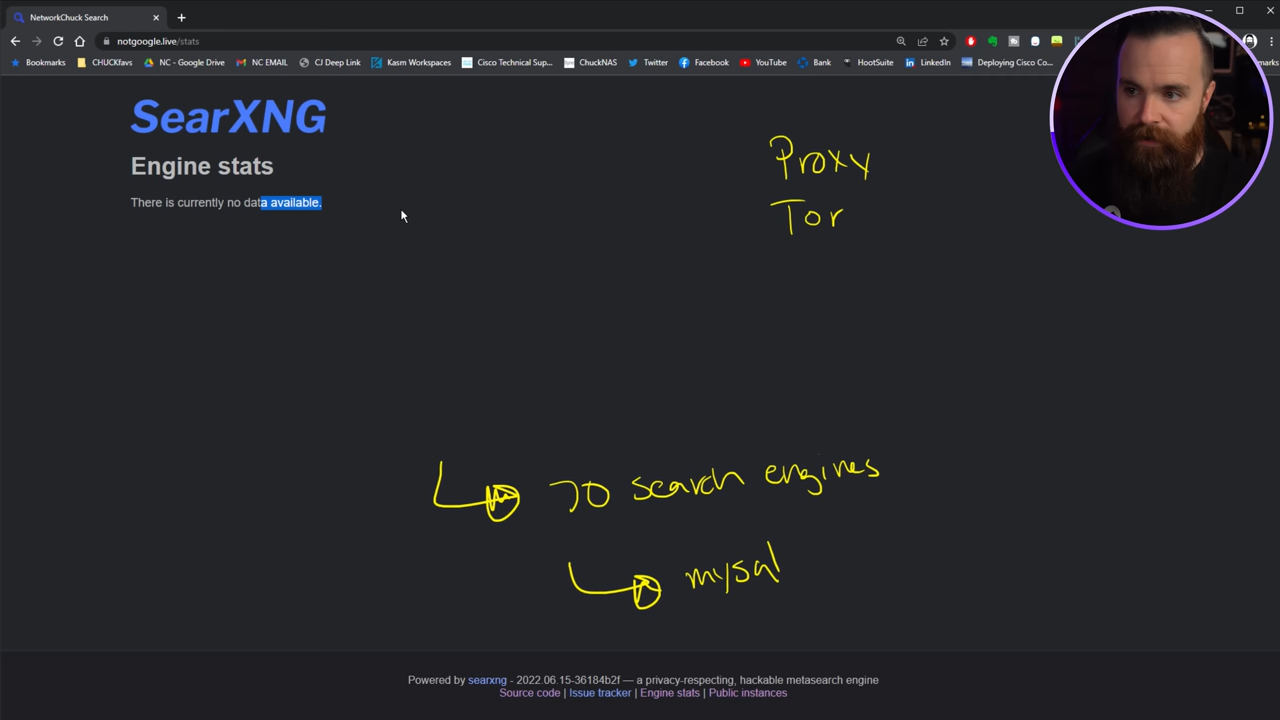 NetworkChuck Search
notgoogle.live/stats
Bookmarks CHUCKfavs NC - Google Drive NC EMAIL CJ Deep Link Kasm Workspaces Cisco Technical Sup... ChuckNAS Twitter Facebook YouTube Bank HootSuite LinkedIn Deploying Cisco Co...
SearXNG
Engine stats
There is currently no data available.
Proxy
Tor
70 search engines
mysql
Powered by searxng - 2022.06.15-36184b2f — a privacy-respecting, hackable metasearch engine
Source code | Issue tracker | Engine stats | Public instances